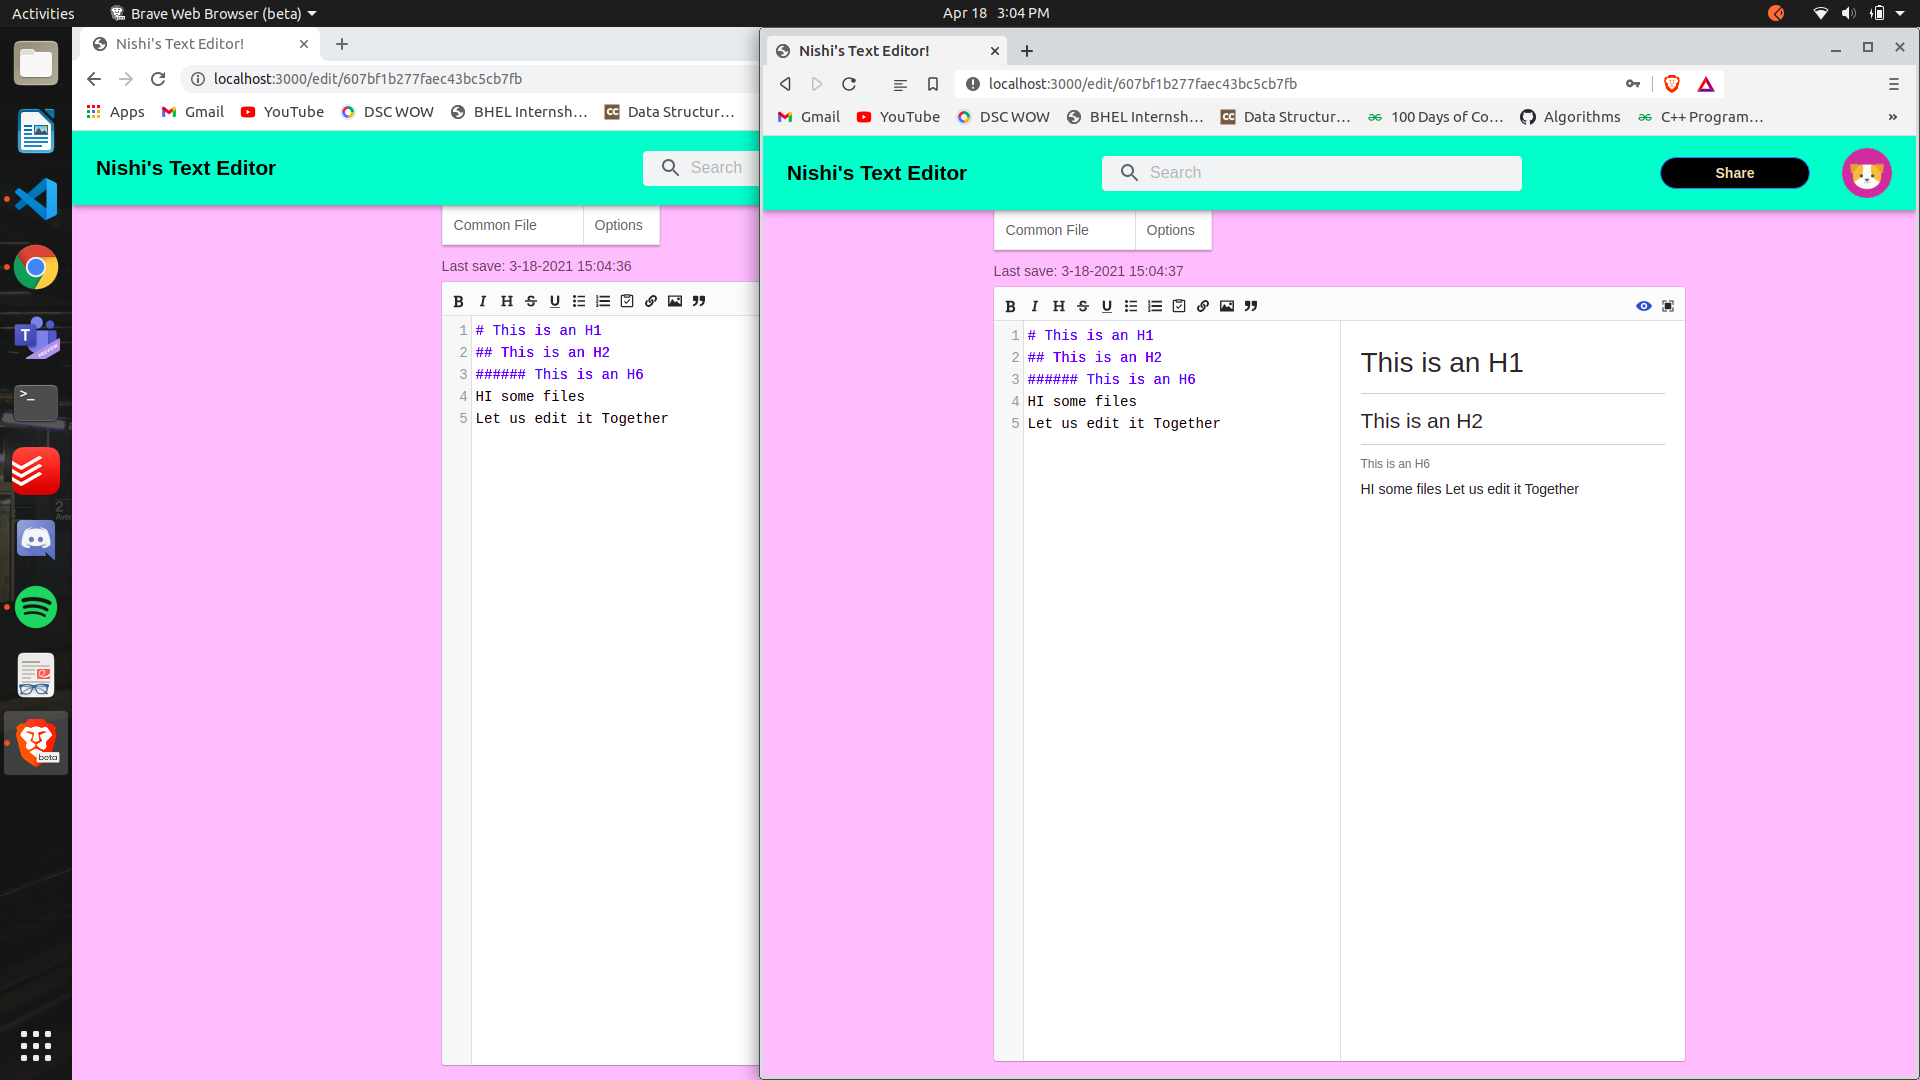 Activities
Brave Web Browser (beta)
Apr 18 3:04 PM
Nishi's Text Editor!
localhost:3000/edit/607bf1b277faec43bc5cb7fb
Apps
Gmail
YouTube
DSC WOW
BHEL Internsh…
Data Structur…
Nishi's Text Editor
Search
Common File
Options
Last save: 3-18-2021 15:04:36
B I H S U
1 # This is an H1
2 ## This is an H2
3 ###### This is an H6
4 HI some files
5 Let us edit it Together
Nishi's Text Editor!
localhost:3000/edit/607bf1b277faec43bc5cb7fb
Gmail
YouTube
DSC WOW
BHEL Internsh…
Data Structur…
100 Days of Co…
Algorithms
C++ Program…
»
Nishi's Text Editor
Search
Share
Common File
Options
Last save: 3-18-2021 15:04:37
B I H S U
1 # This is an H1
2 ## This is an H2
3 ###### This is an H6
4 HI some files
5 Let us edit it Together
This is an H1
This is an H2
This is an H6
HI some files Let us edit it Together
T
PREVIEW
>_
beta
CC
CC